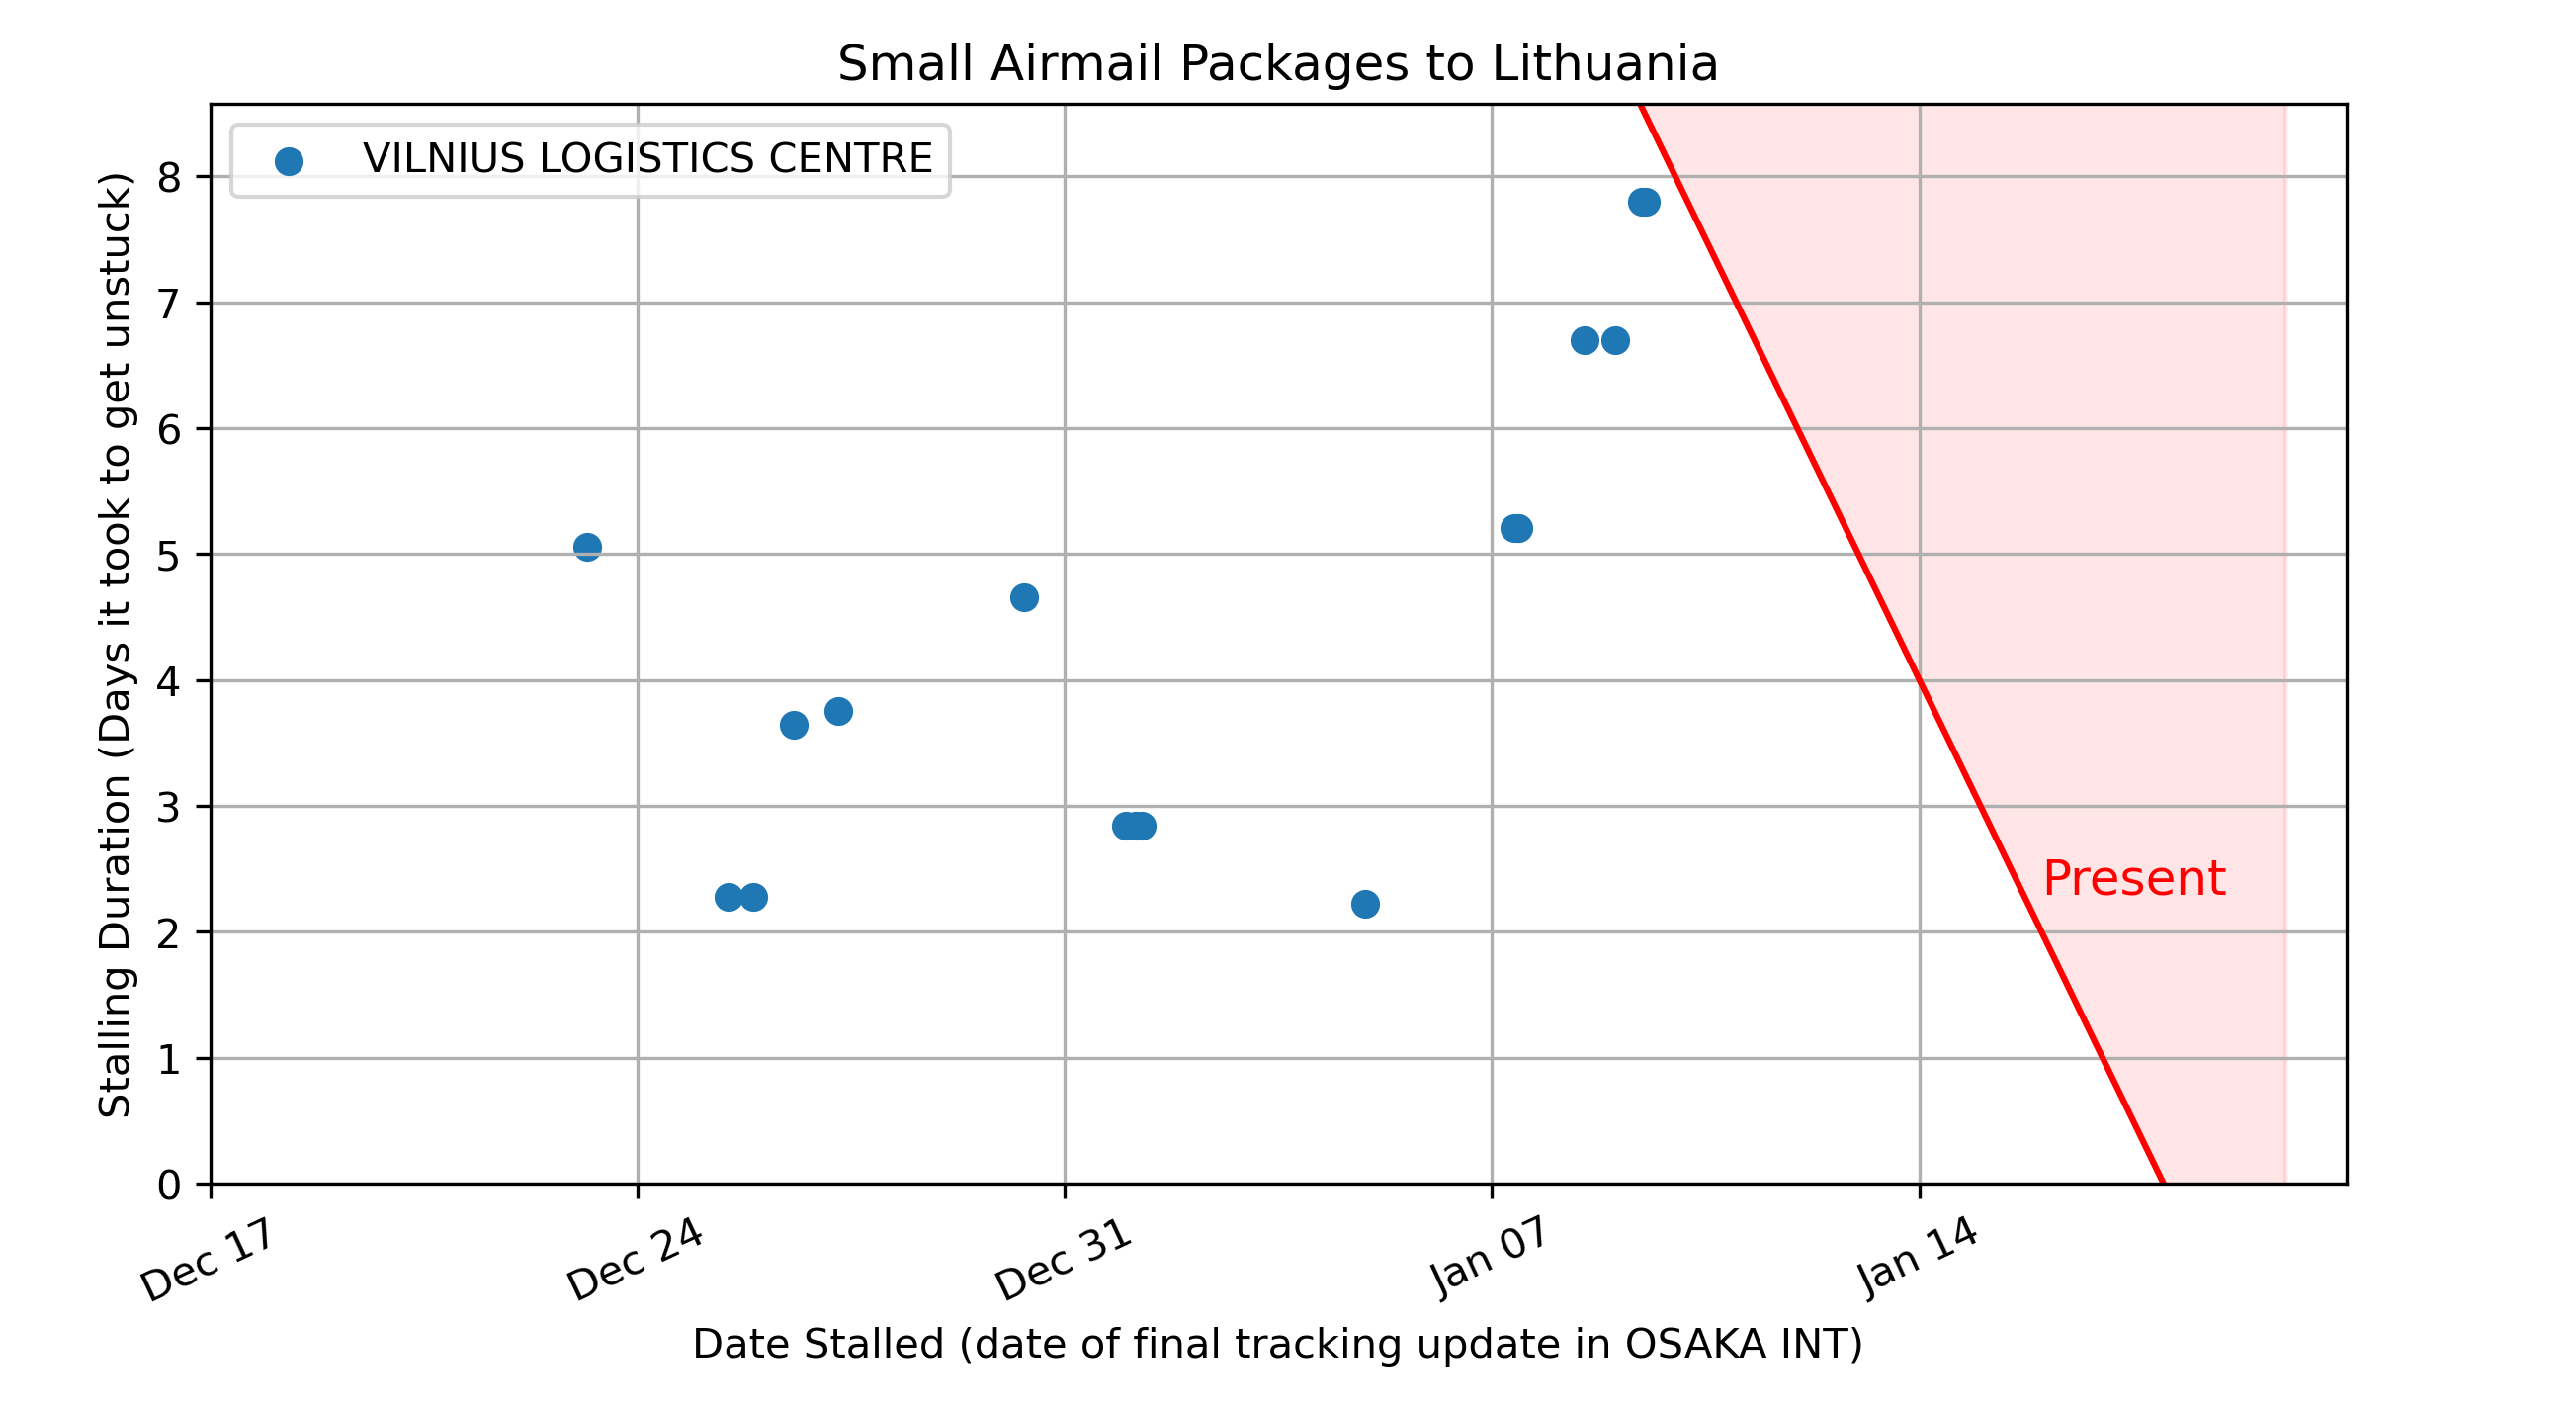 Small Airmail Packages to Lithuania
VILNIUS LOGISTICS CENTRE
Stalling Duration (Days it took to get unstuck)
8
7
6
5
4
3
2
1
0
Present
Dec 17
Dec 24
Dec 31
Jan 07
Jan 14
Date Stalled (date of final tracking update in OSAKA INT)